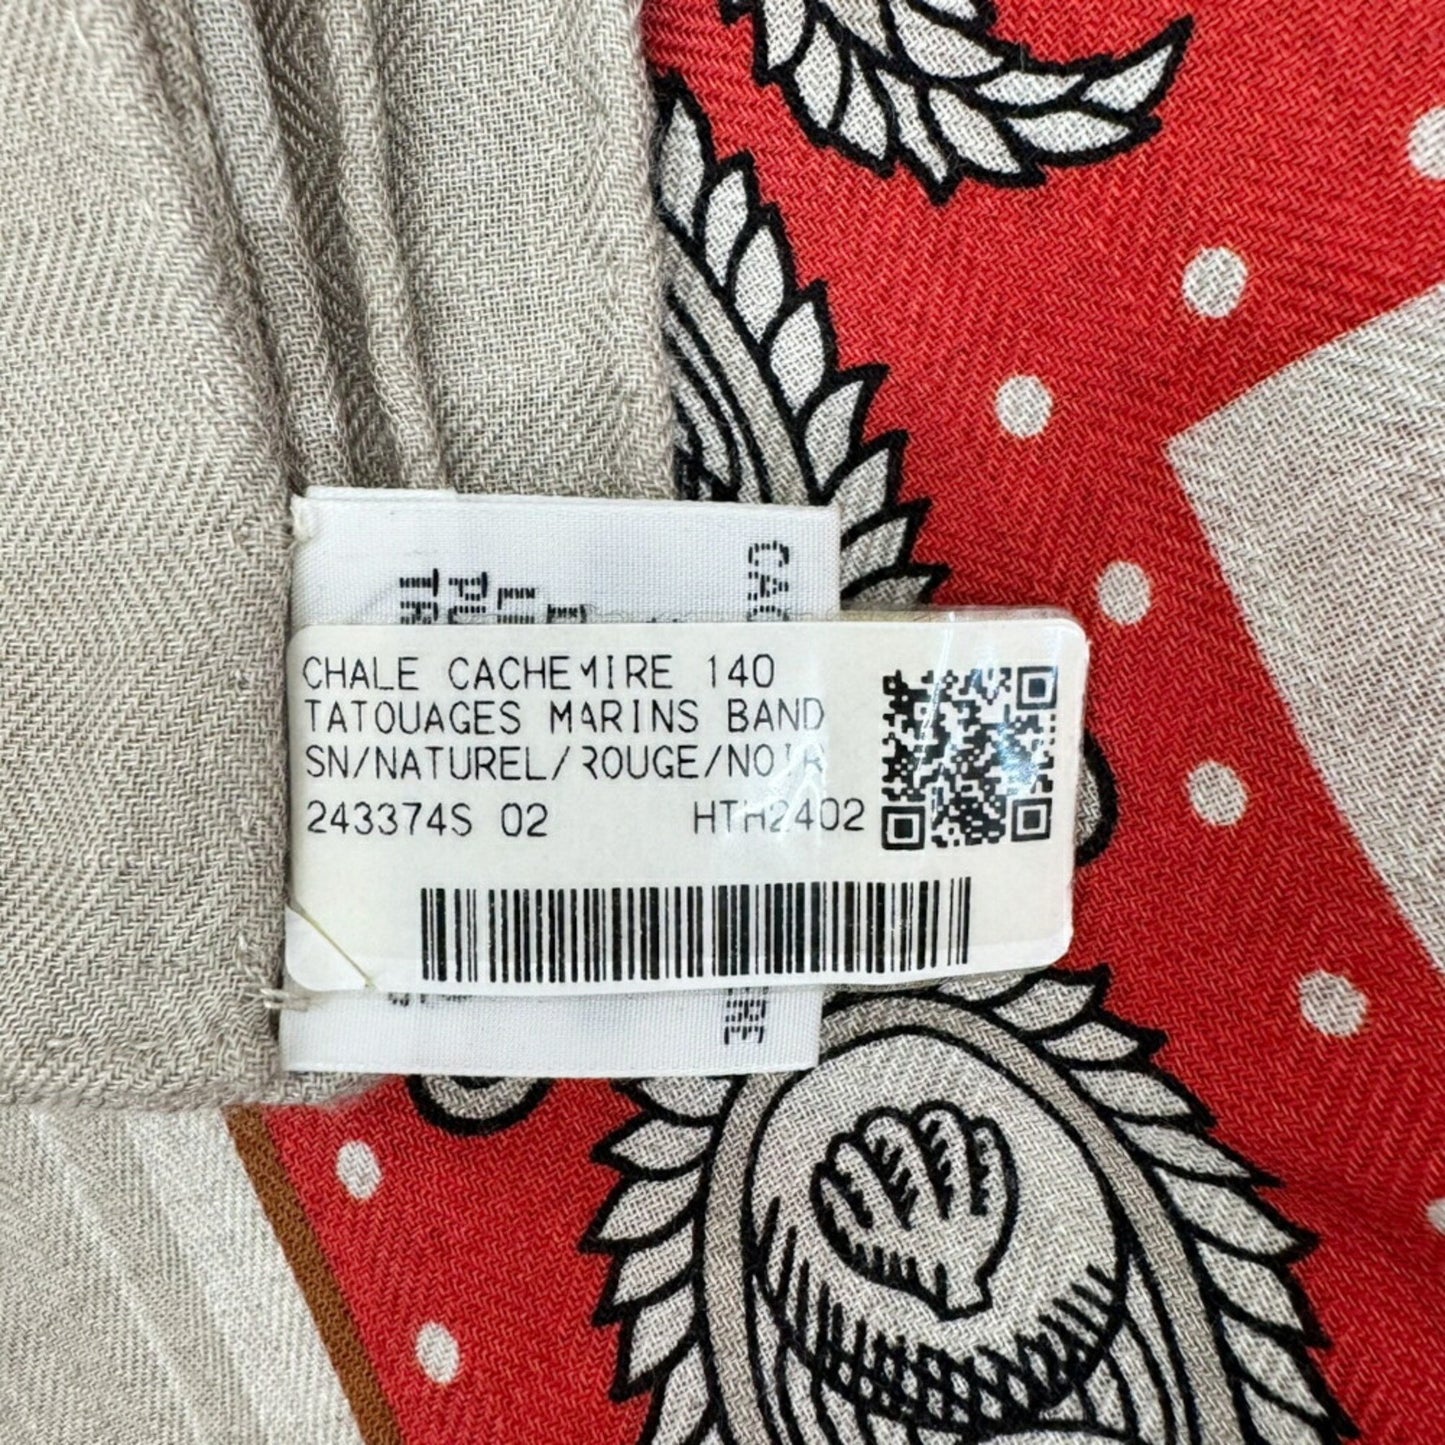 CHALE CACHEMIRE 140
TATOUAGES MARINS BAND
SN/NATUREL/ROUGE/NOIR
243374S 02 HTH2402